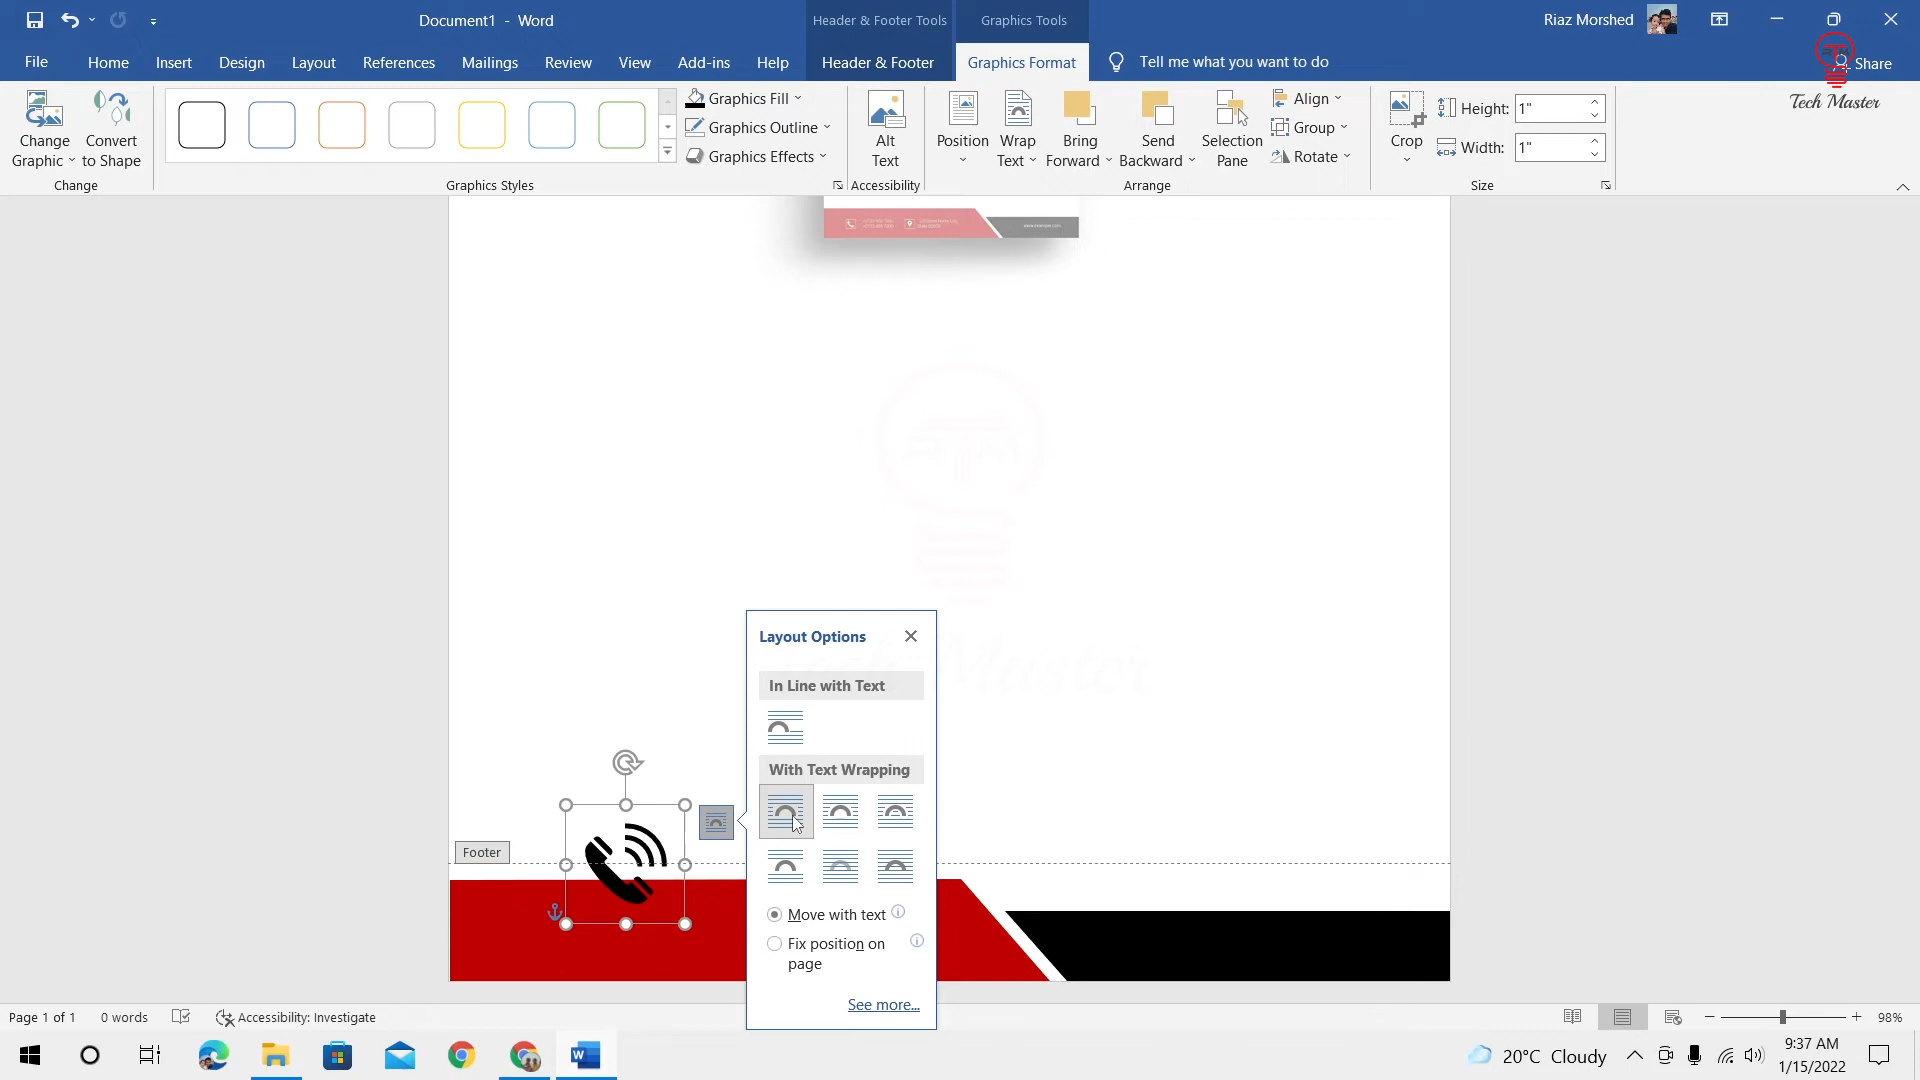 Document1 - Word
Header & Footer Tools
Graphics Tools
Riaz Morshed
File
Home
Insert
Design
Layout
References
Mailings
Review
View
Add-ins
Help
Header & Footer
Graphics Format
Tell me what you want to do
Share
RTM
Tech Master
Change
Graphic
Convert
to Shape
Change
Graphics Fill
Graphics Outline
Graphics Effects
Graphics Styles
Alt
Text
Accessibility
Position
Wrap
Text
Bring
Forward
Send
Backward
Selection
Pane
Align
Group
Rotate
Arrange
Crop
Height: 1"
Width: 1"
Size
RTM
Master
Layout Options
In Line with Text
With Text Wrapping
Move with text
Fix position on
page
See more...
Footer
Page 1 of 1
0 words
Accessibility: Investigate
98%
20°C Cloudy
9:37 AM
1/15/2022